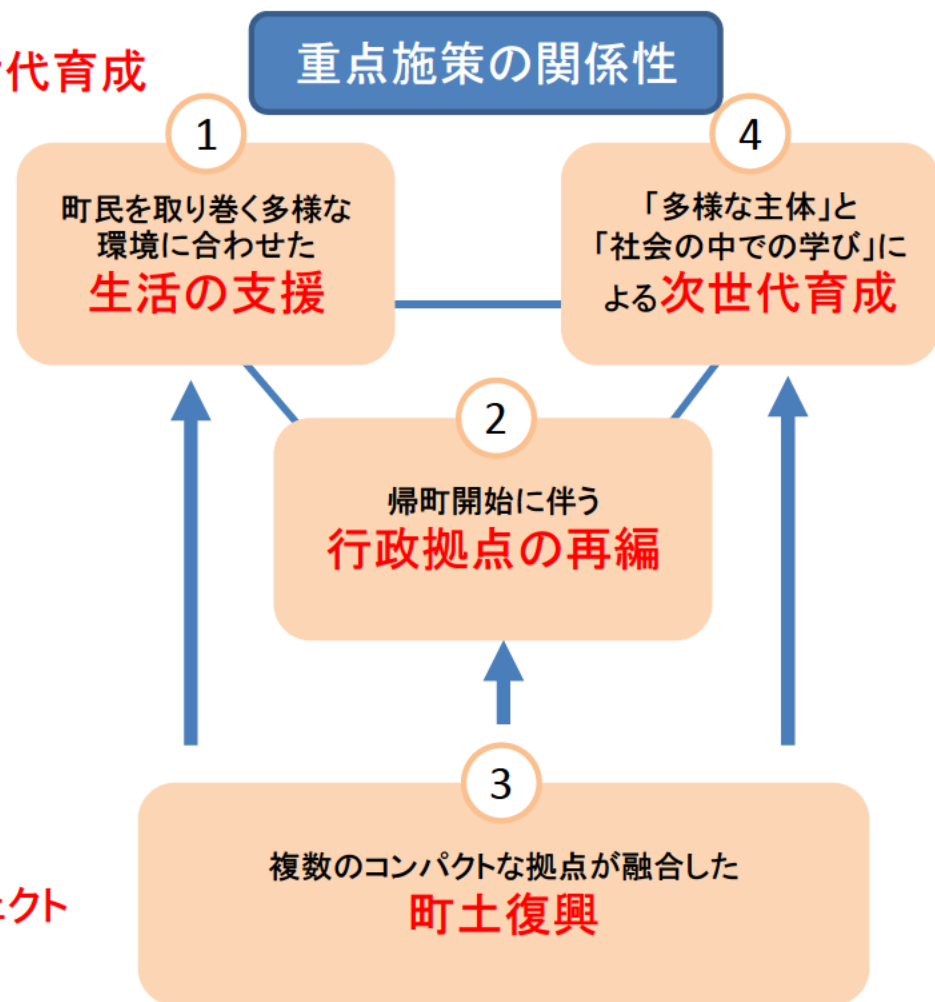 代育成
重点施策の関係性
1
町民を取り巻く多様な
環境に合わせた
生活の支援
4
「多様な主体」と
「社会の中での学び」に
よる次世代育成
2
帰町開始に伴う
行政拠点の再編
3
複数のコンパクトな拠点が融合した
町土復興
ェクト